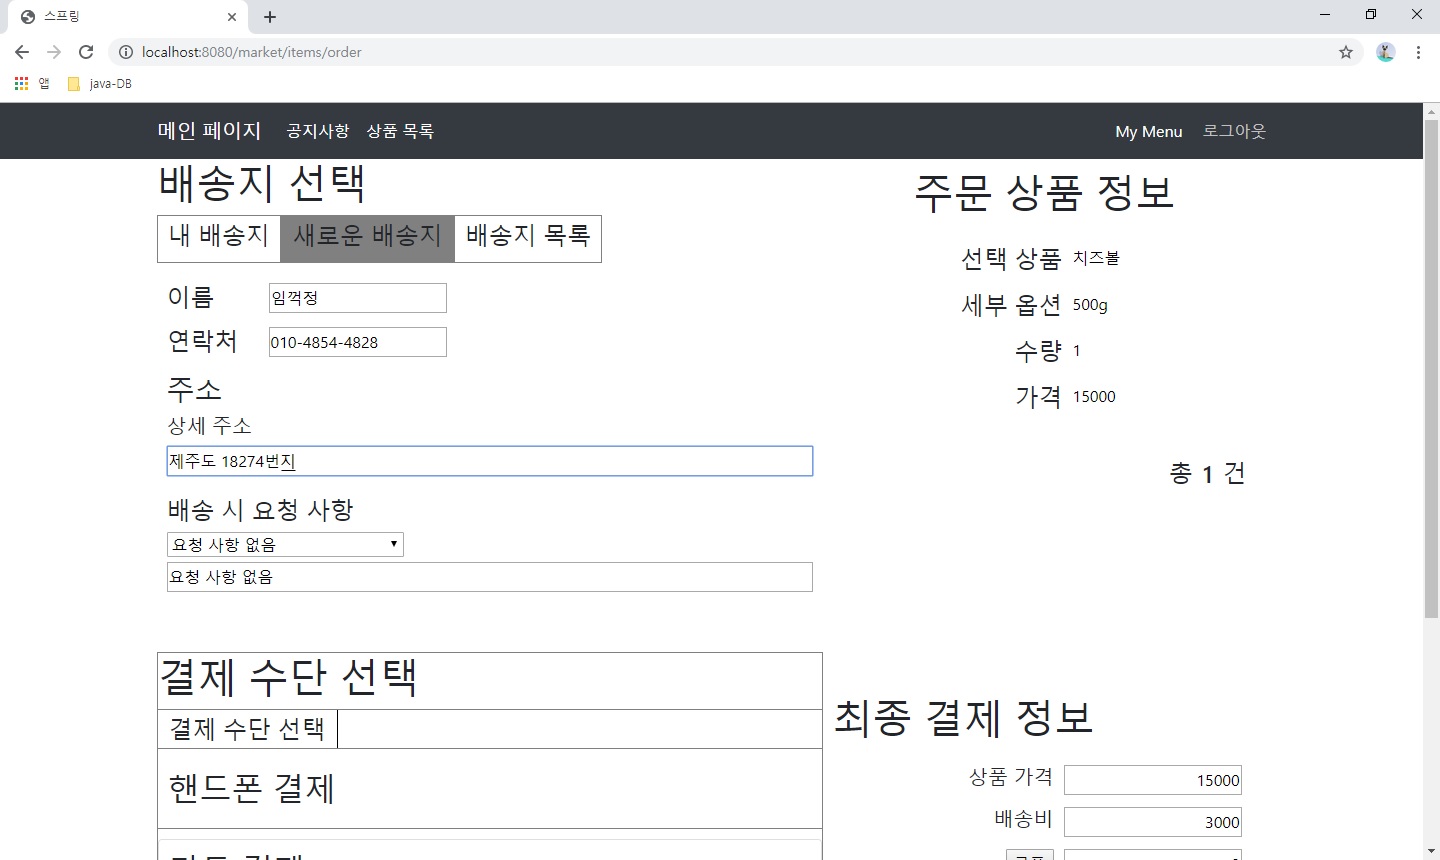 스프링
localhost:8080/market/items/order
앱
java-DB
메인 페이지 공지사항 상품 목록 My Menu 로그아웃
배송지 선택
내 배송지 새로운 배송지 배송지 목록
이름 임꺽정
연락처 010-4854-4828
주소
상세 주소
제주도 18274번지
배송 시 요청 사항
요청 사항 없음
요청 사항 없음
주문 상품 정보
선택 상품 치즈볼
세부 옵션 500g
수량 1
가격 15000
총 1 건
결제 수단 선택
결제 수단 선택
핸드폰 결제
최종 결제 정보
상품 가격 15000
배송비 3000